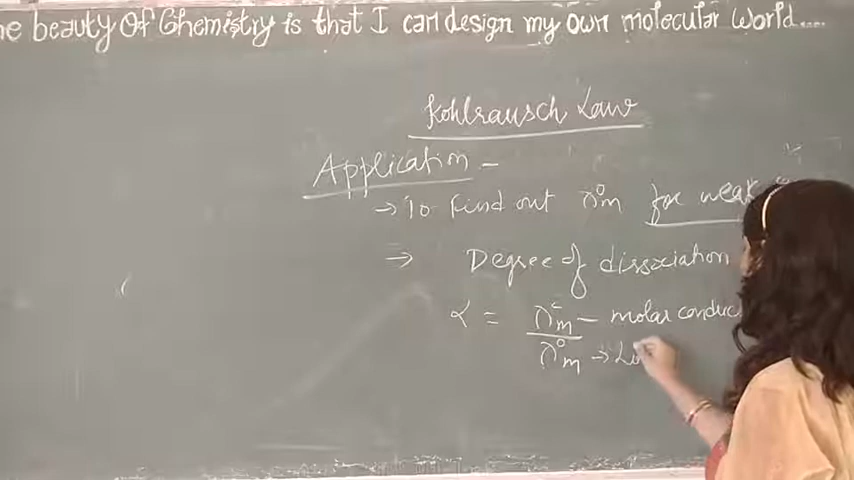 he beauty Of Chemistry is that I can design my Own molecular World....
Kohlrausch Law
Application -
→ To find out Λ°m for weak
→ Degree of dissociation
α = Λᶜm - molar conduc
Λ°m → Li